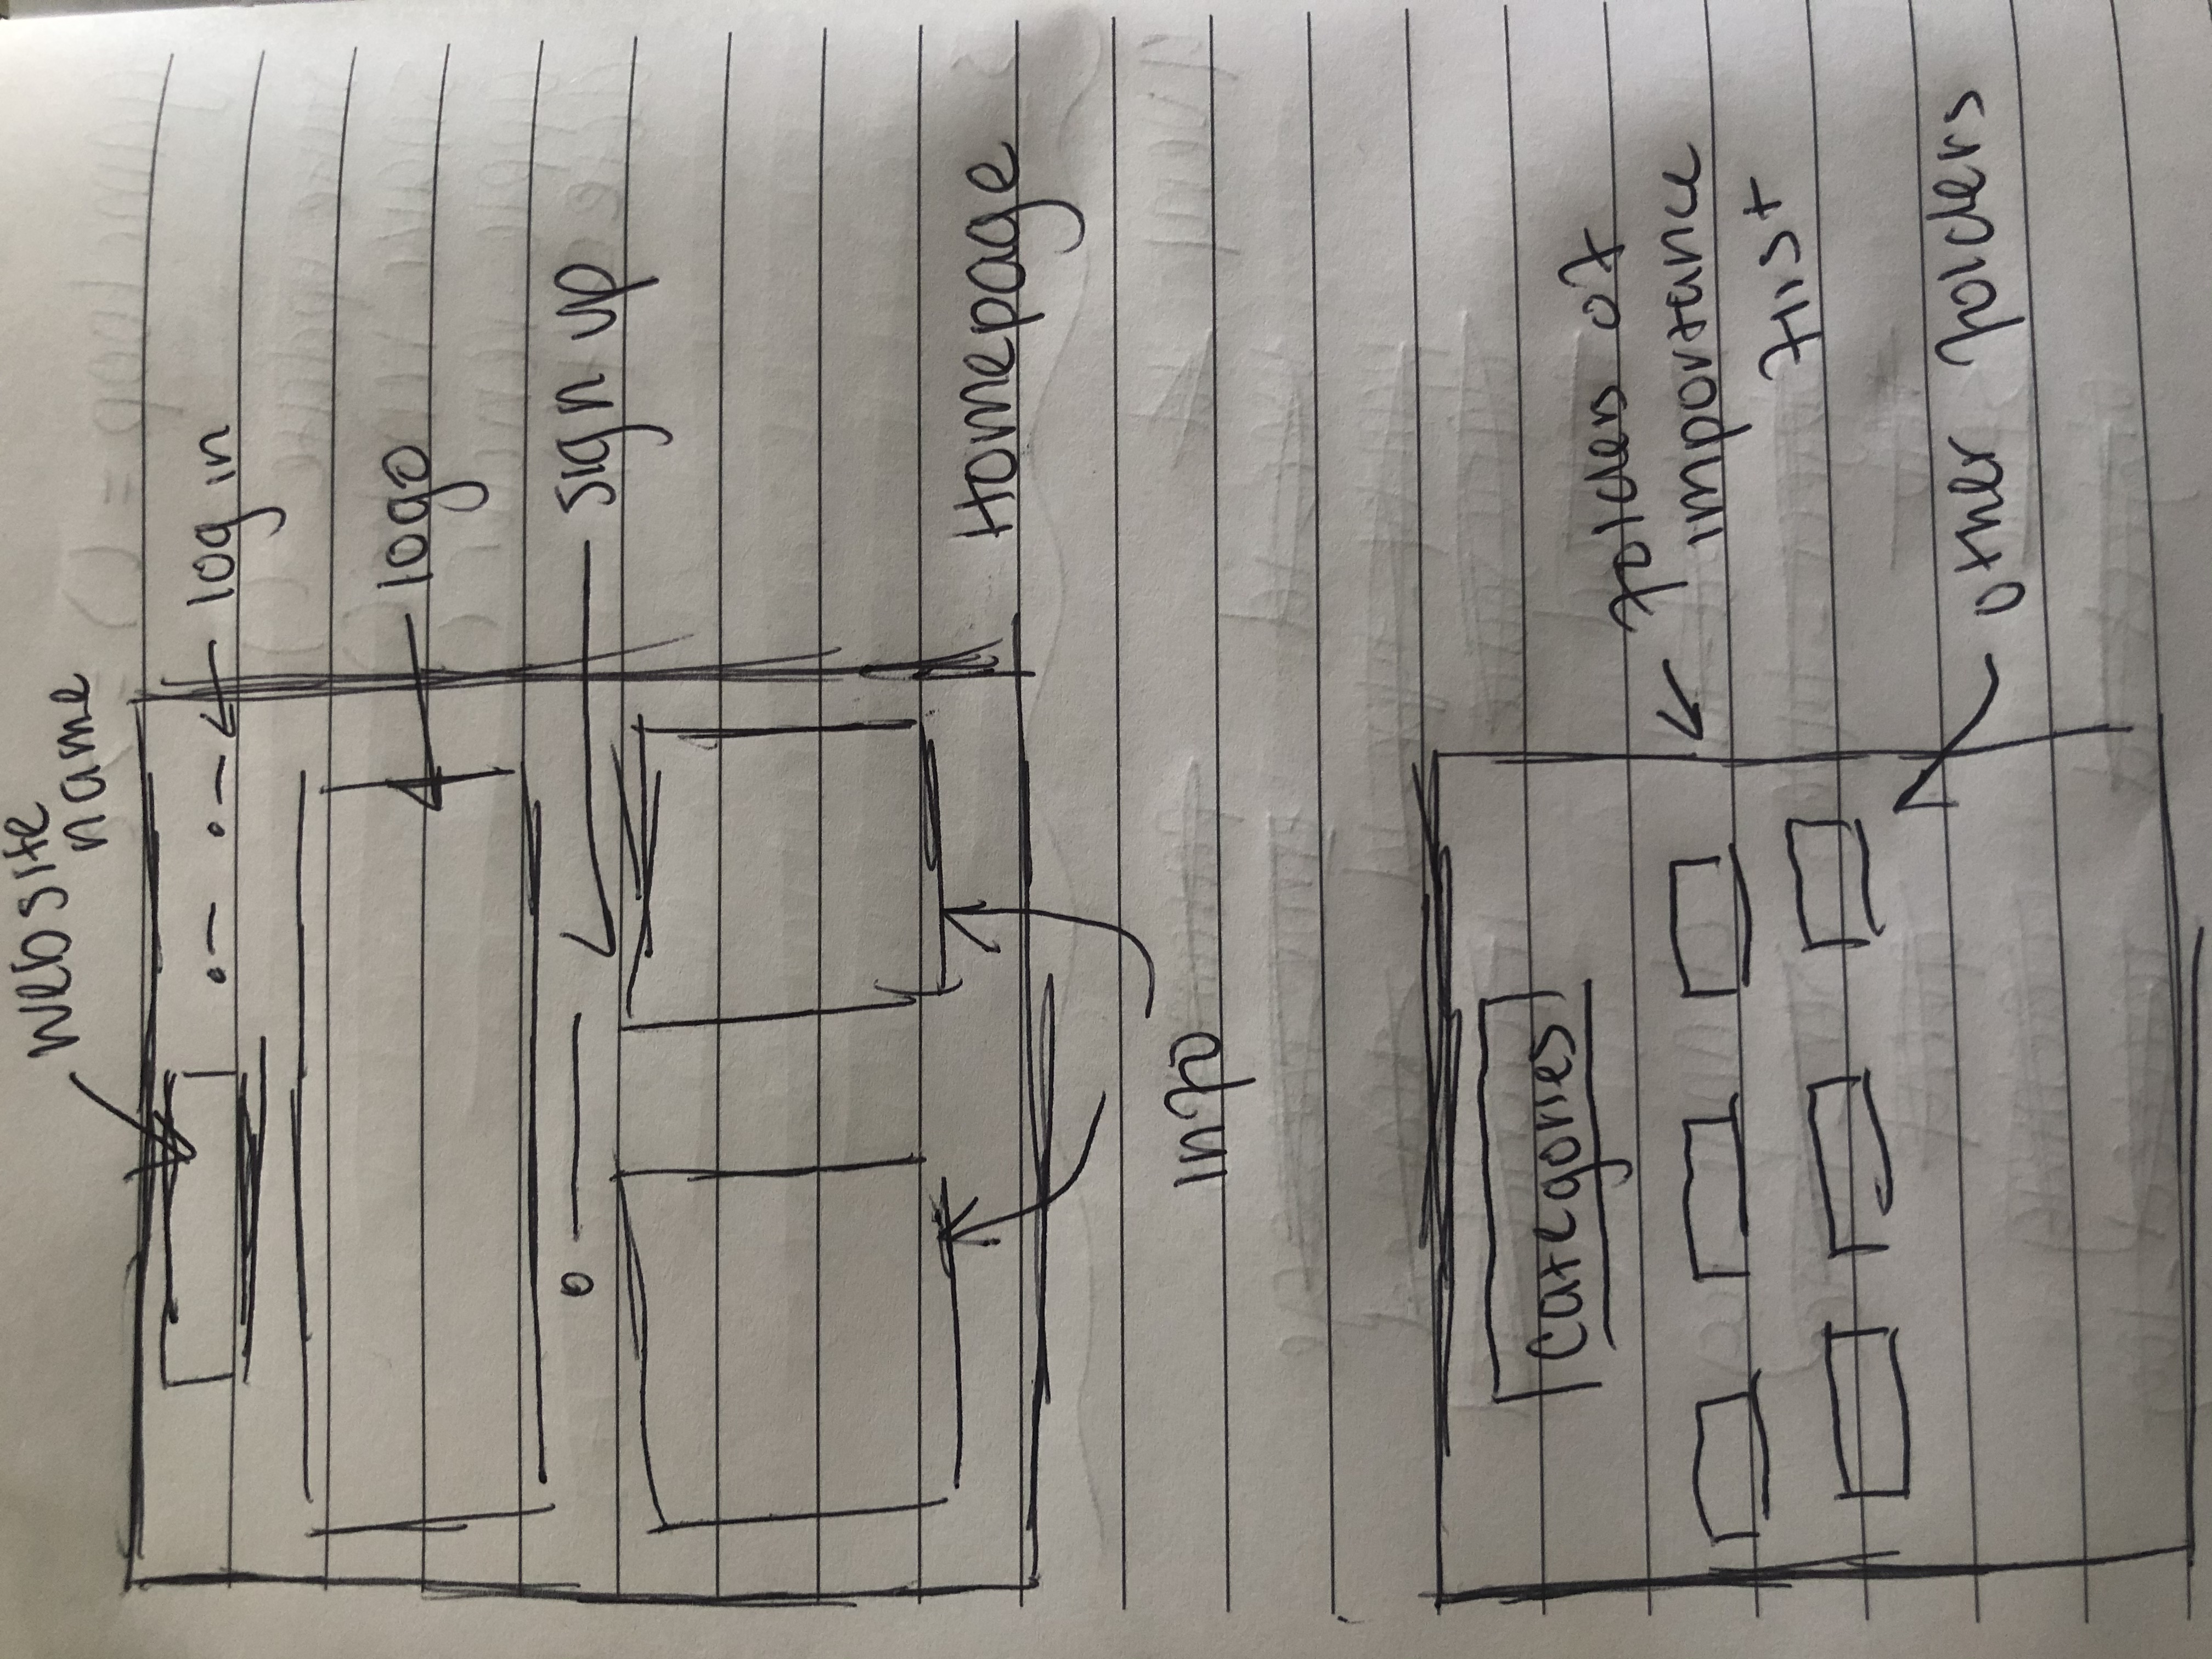 website
name
log in
logo
sign up
Homepage
info
categories
folders of
importance
first
other folders